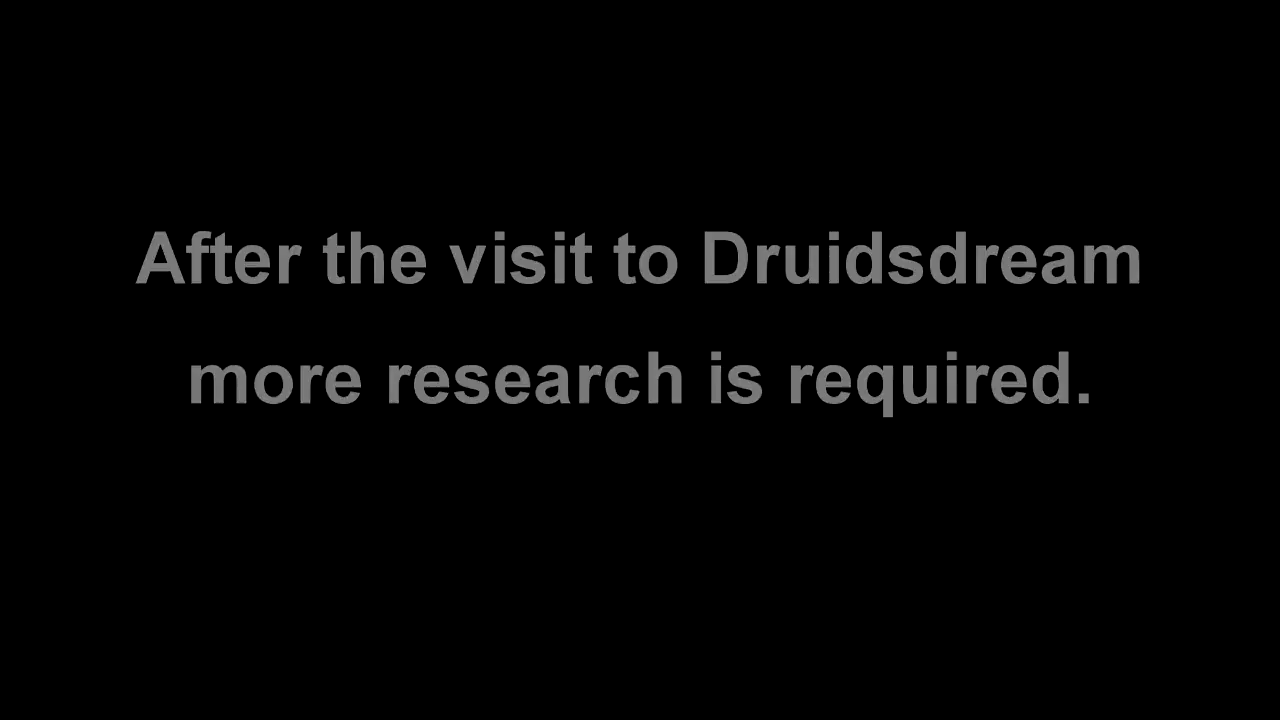 After the visit to Druidsdream
more research is required.